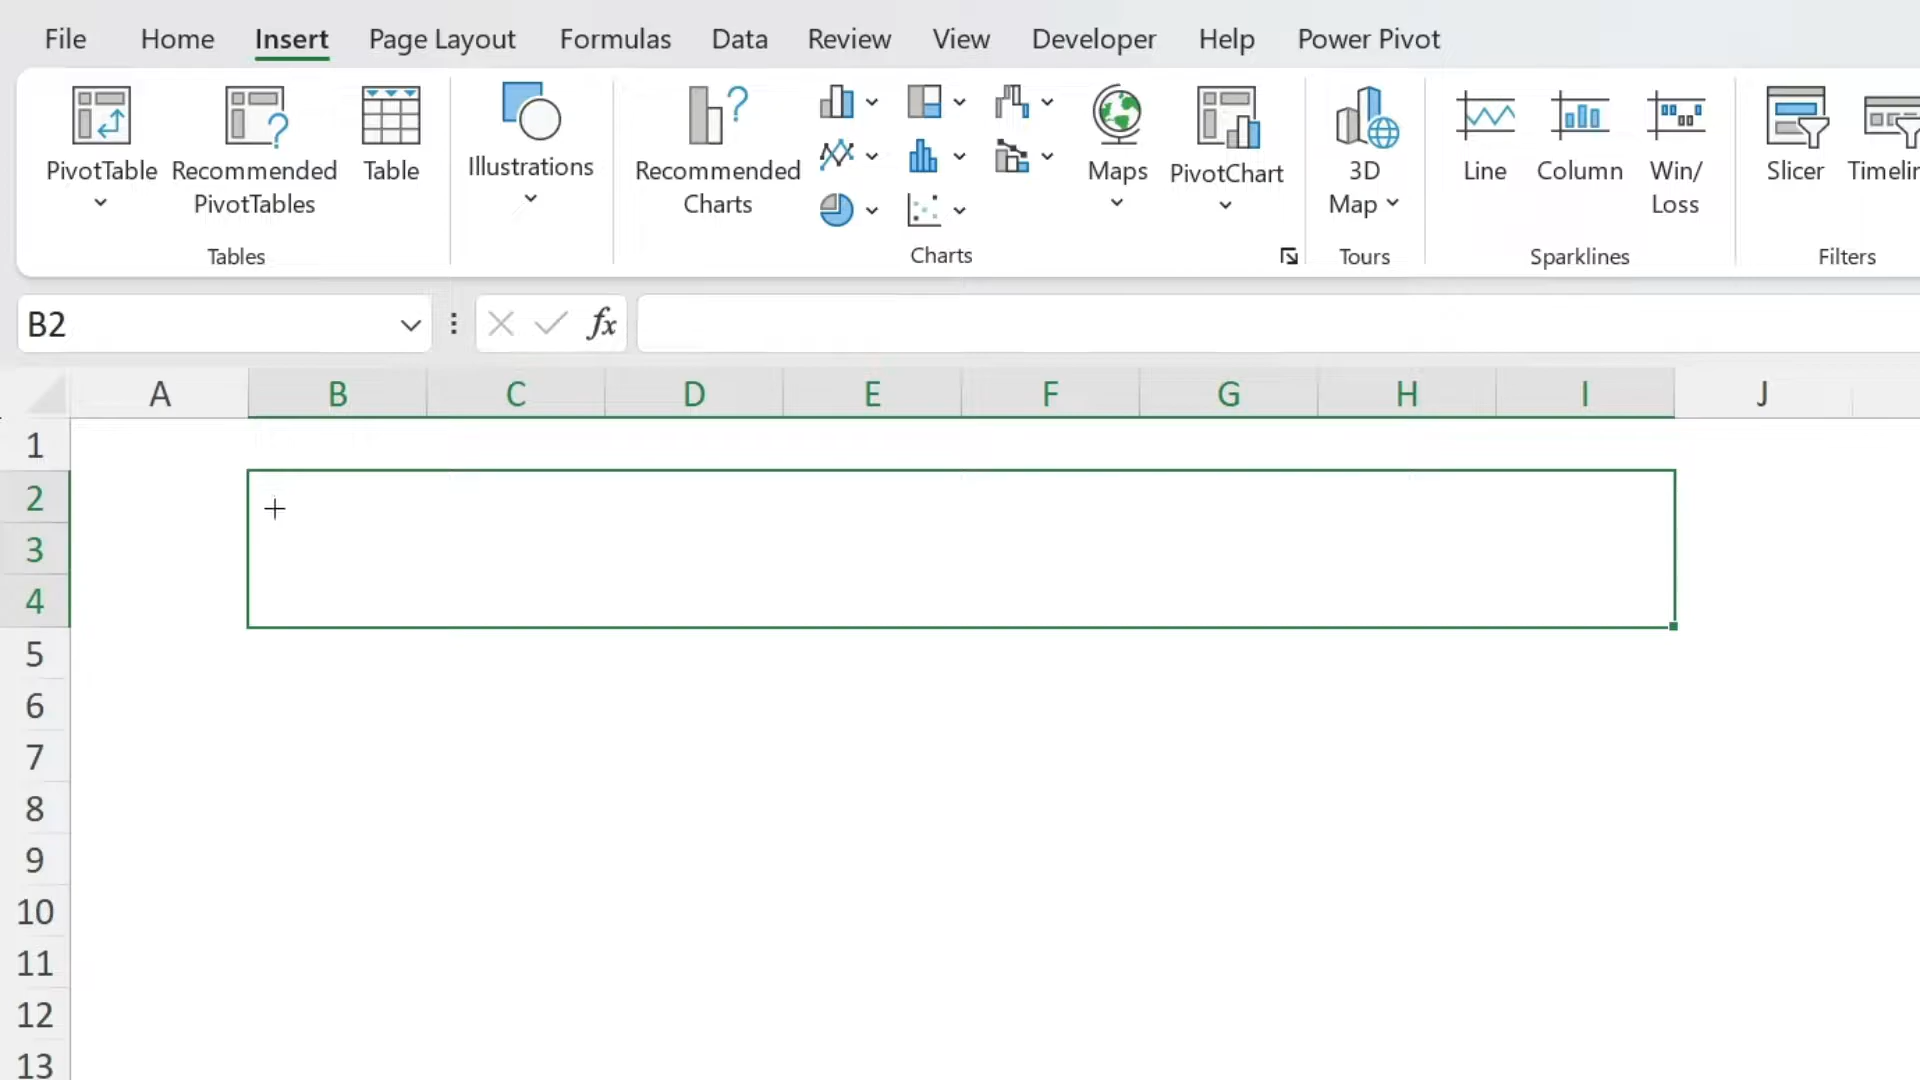 File Home Insert Page Layout Formulas Data Review View Developer Help Power Pivot
PivotTable
Recommended
PivotTables
Table
Tables
Illustrations
Recommended
Charts
Maps
PivotChart
Charts
3D
Map
Tours
Line
Column
Win/
Loss
Sparklines
Slicer
Timelin
Filters
B2
fx
A B C D E F G H I J
1
2
3
4
5
6
7
8
9
10
11
12
13